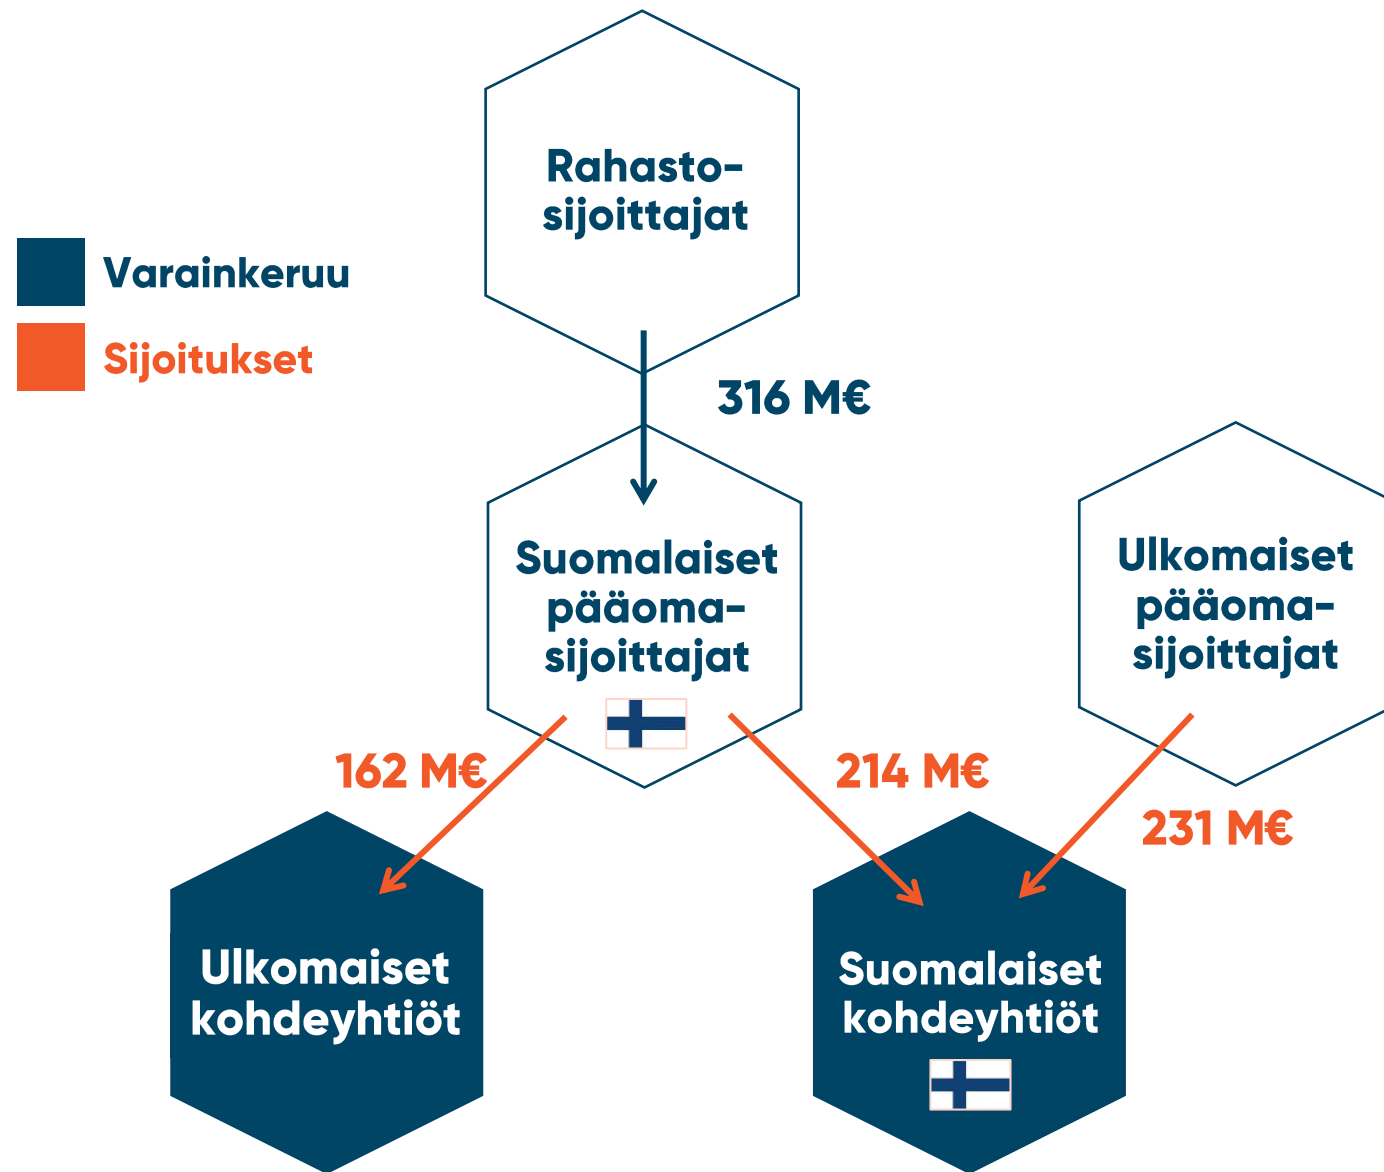 Rahasto-
sijoittajat
Varainkeruu
Sijoitukset
316 M€
Suomalaiset
pääoma-
sijoittajat
Ulkomaiset
pääoma-
sijoittajat
162 M€
214 M€
231 M€
Ulkomaiset
kohdeyhtiöt
Suomalaiset
kohdeyhtiöt